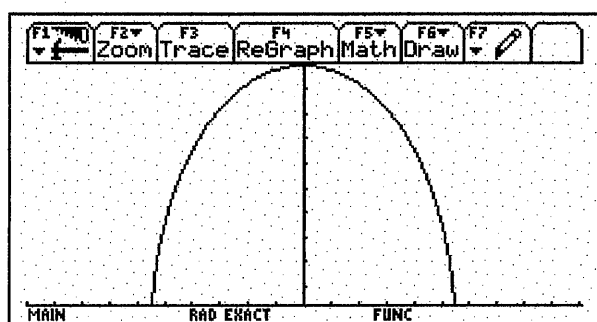 F1 F2 F3 F4 F5 F6 F7
Zoom Trace ReGraph Math Draw
MAIN RAD EXACT FUNC